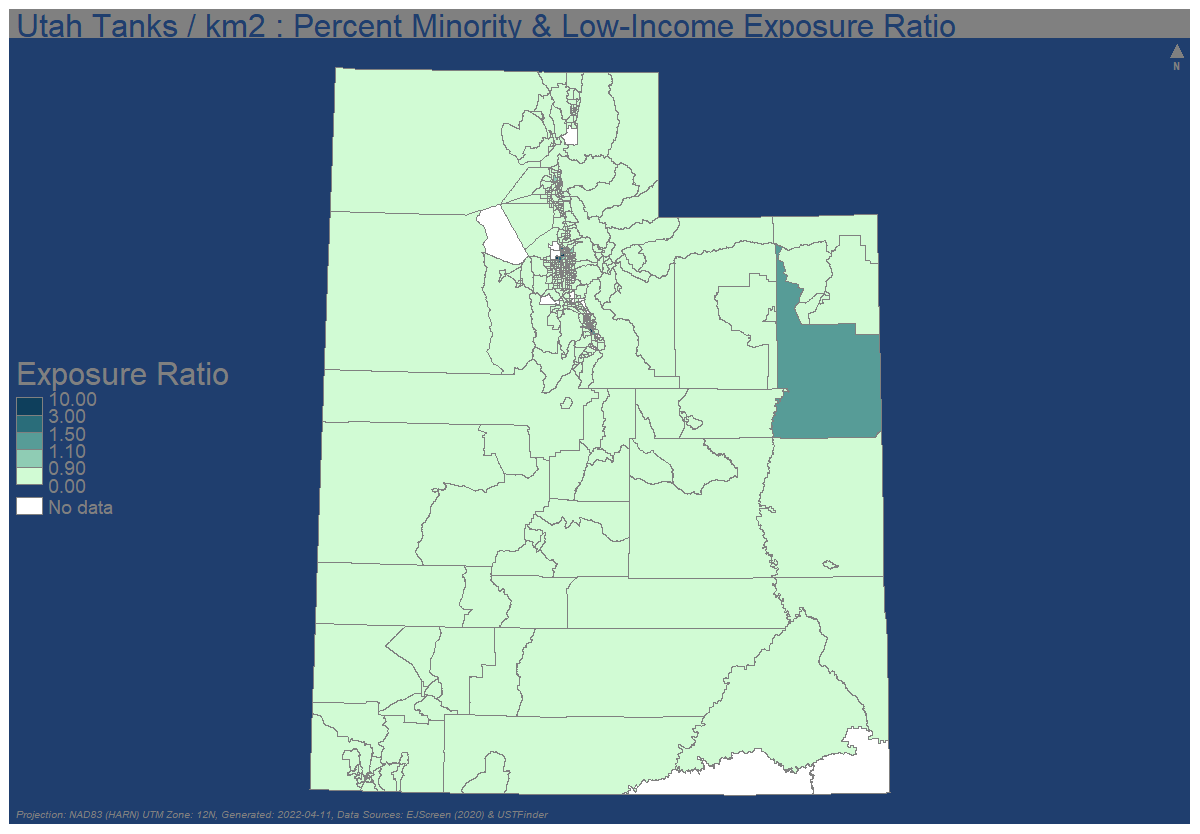 Utah Tanks / km2 : Percent Minority & Low-Income Exposure Ratio
N
Exposure Ratio
10.00
3.00
1.50
1.10
0.90
0.00
No data
Projection: NAD83 (HARN) UTM Zone: 12N, Generated: 2022-04-11, Data Sources: EJScreen (2020) & USTFinder